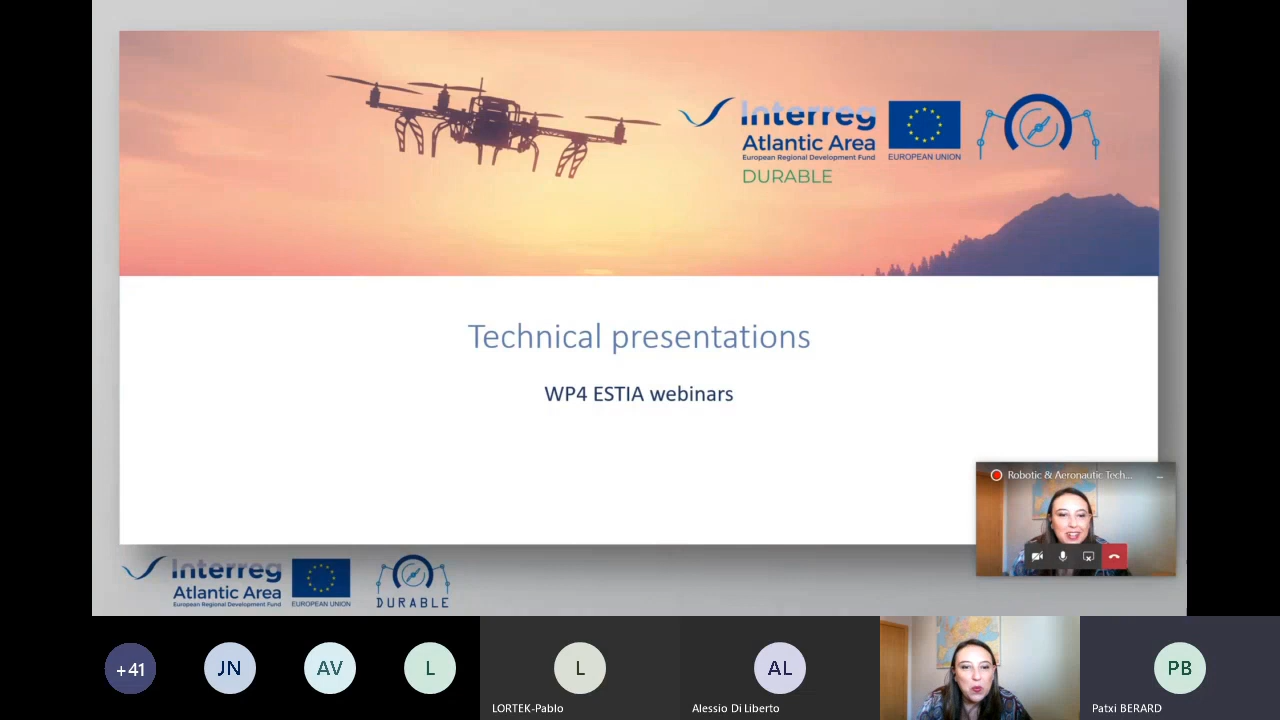 Interreg
Atlantic Area
European Regional Development Fund
EUROPEAN UNION
DURABLE
Technical presentations
WP4 ESTIA webinars
Robotic & Aeronautic Tech...
Interreg
Atlantic Area
European Regional Development Fund
EUROPEAN UNION
DURABLE
+41
JN
AV
L
L
LORTEK-Pablo
AL
Alessio Di Liberto
PB
Patxi BERARD